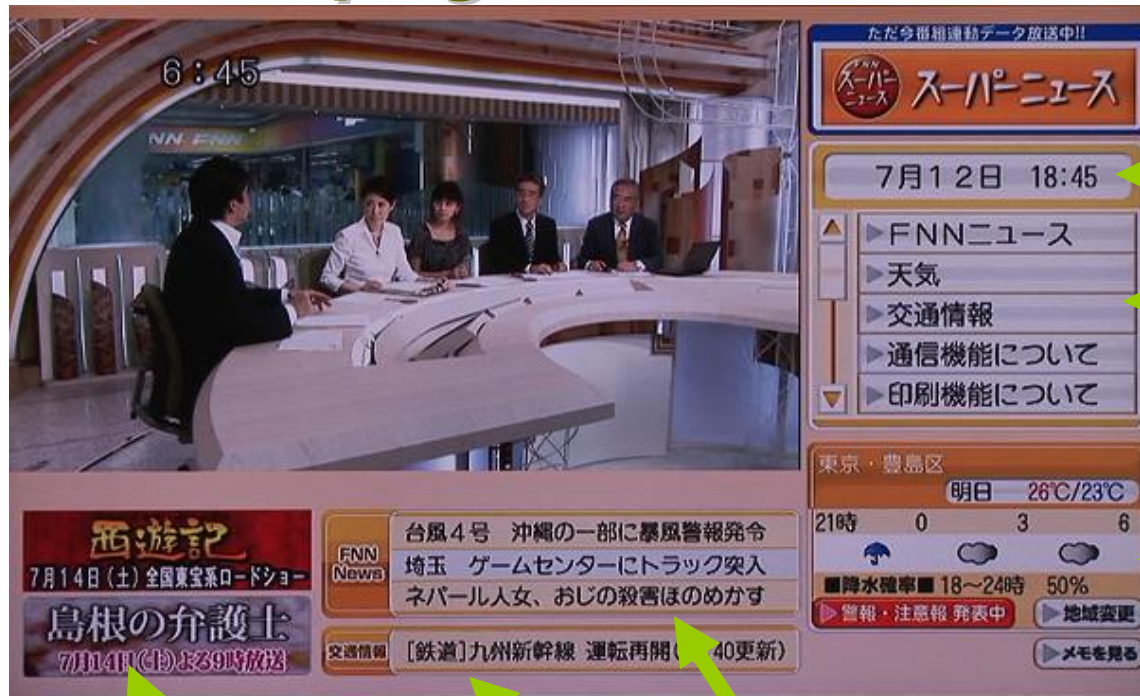 ただ今番組連動データ放送中!!
FNN
スーパー
ニュース
スーパーニュース
6:45
NN FNN
7月12日 18:45
FNNニュース
天気
交通情報
通信機能について
印刷機能について
東京・豊島区
明日 26℃/23℃
21時 0 3 6
■降水確率■ 18〜24時 50%
警報・注意報 発表中
地域変更
メモを見る
西遊記
7月14日(土)全国東宝系ロードショー
島根の弁護士
7月14日(土)よる9時放送
FNN
News
台風4号 沖縄の一部に暴風警報発令
埼玉 ゲームセンターにトラック突入
ネパール人女、おじの殺害ほのめかす
交通情報
[鉄道]九州新幹線 運転再開( 40更新)